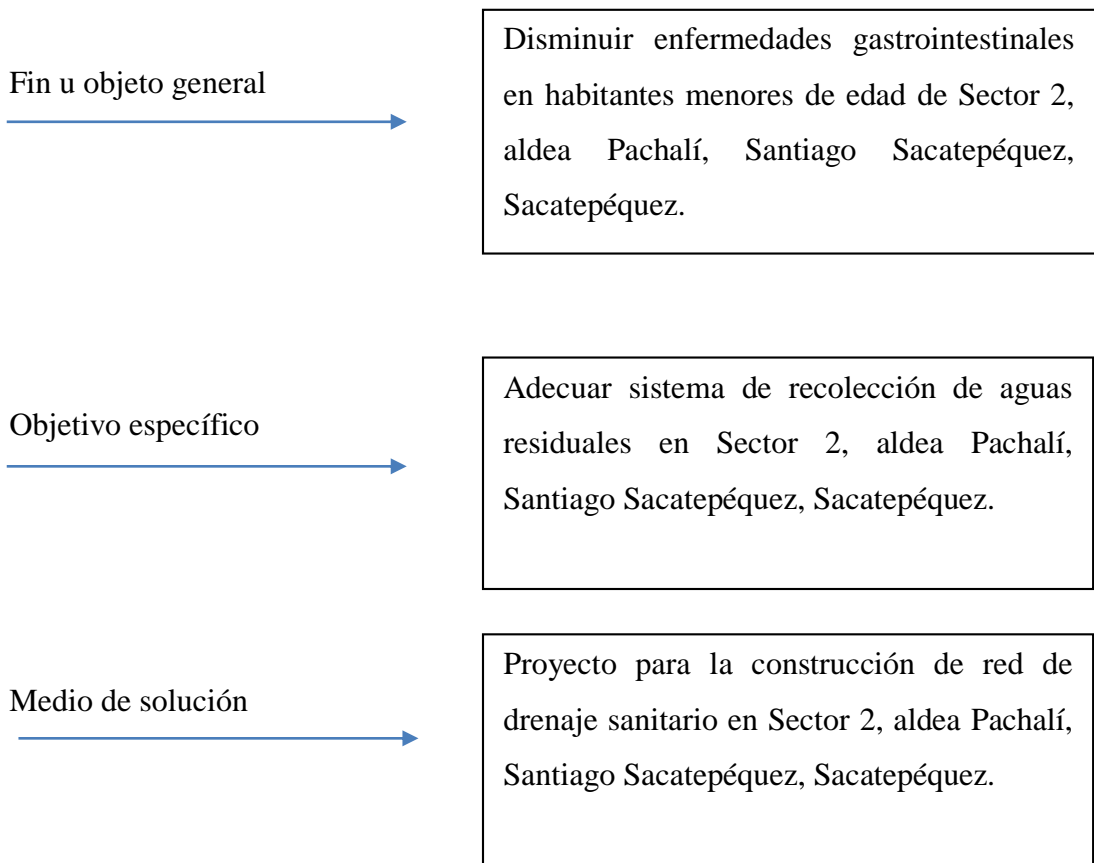 Fin u objeto general
Disminuir enfermedades gastrointestinales
en habitantes menores de edad de Sector 2,
aldea Pachalí, Santiago Sacatepéquez,
Sacatepéquez.
Objetivo específico
Adecuar sistema de recolección de aguas
residuales en Sector 2, aldea Pachalí,
Santiago Sacatepéquez, Sacatepéquez.
Medio de solución
Proyecto para la construcción de red de
drenaje sanitario en Sector 2, aldea Pachalí,
Santiago Sacatepéquez, Sacatepéquez.